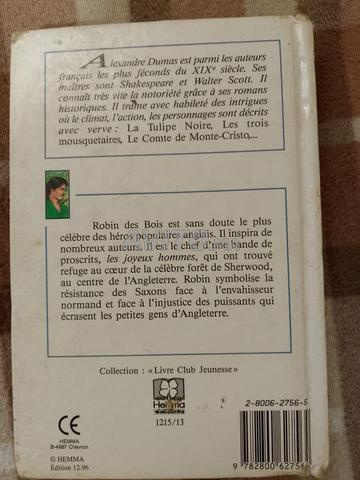 Alexandre Dumas est parmi les auteurs
français les plus féconds du XIXe siècle. Ses
maîtres sont Shakespeare et Walter Scott. Il
connaît très vite la notoriété grâce à ses romans
historiques. Il trame avec habileté des intrigues
où le climat, l'action, les personnages sont décrits
avec verve : La Tulipe Noire, Les trois
mousquetaires, Le Comte de Monte-Cristo,...
Robin des Bois est sans doute le plus
célèbre des héros populaires anglais. Il inspira de
nombreux auteurs. Il est le chef d'une bande de
proscrits, les joyeux hommes, qui ont trouvé
refuge au cœur de la célèbre forêt de Sherwood,
au centre de l'Angleterre. Robin symbolise la
résistance des Saxons face à l'envahisseur
normand et face à l'injustice des puissants qui
écrasent les petites gens d'Angleterre.
Collection : « Livre Club Jeunesse »
Hemma
Editions
1215/13
CE
HEMMA
B-4987 Chevron
© HEMMA
Édition 12.96
2-8006-2756-5
9 782800 62756